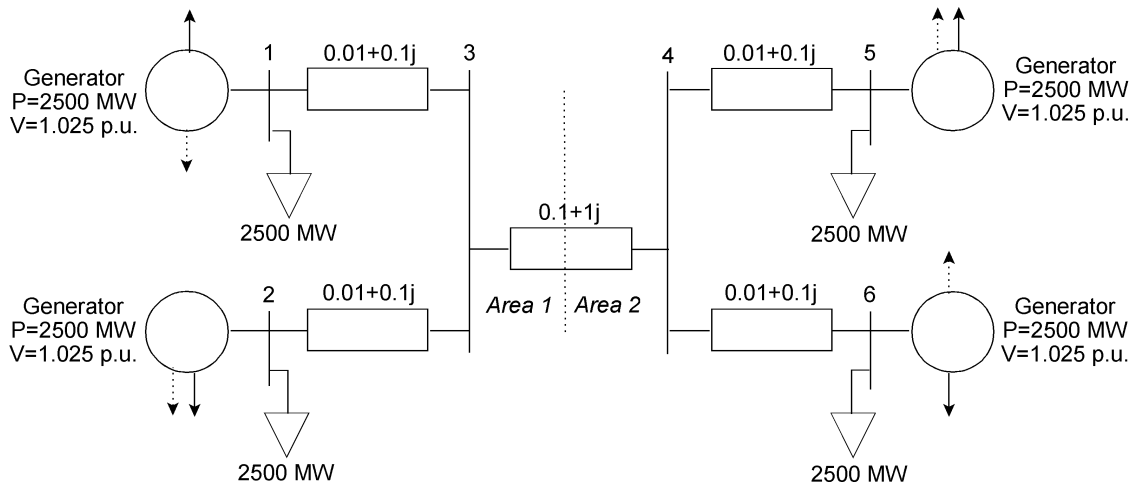 1
0.01+0.1j
3
Generator
P=2500 MW
V=1.025 p.u.
2500 MW
4
0.01+0.1j
5
Generator
P=2500 MW
V=1.025 p.u.
2500 MW
0.1+1j
Area 1
Area 2
2
0.01+0.1j
Generator
P=2500 MW
V=1.025 p.u.
2500 MW
0.01+0.1j
6
Generator
P=2500 MW
V=1.025 p.u.
2500 MW